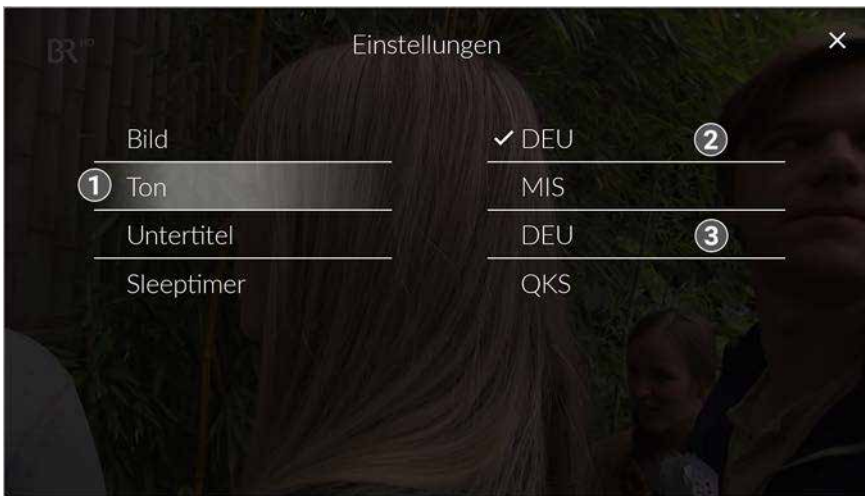 BR HD
Einstellungen
Bild
1 Ton
Untertitel
Sleeptimer
✓ DEU 2
MIS
DEU 3
QKS